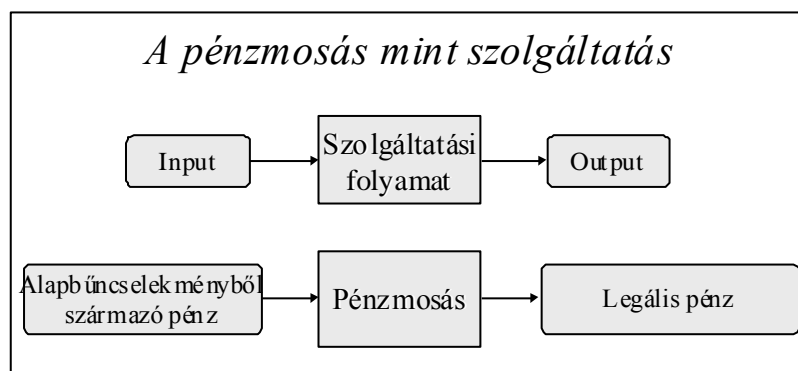 A pénzmosás mint szolgáltatás
Input
Szolgáltatási
folyamat
Output
Alapbűncselekményből
származó pénz
Pénzmosás
Legális pénz